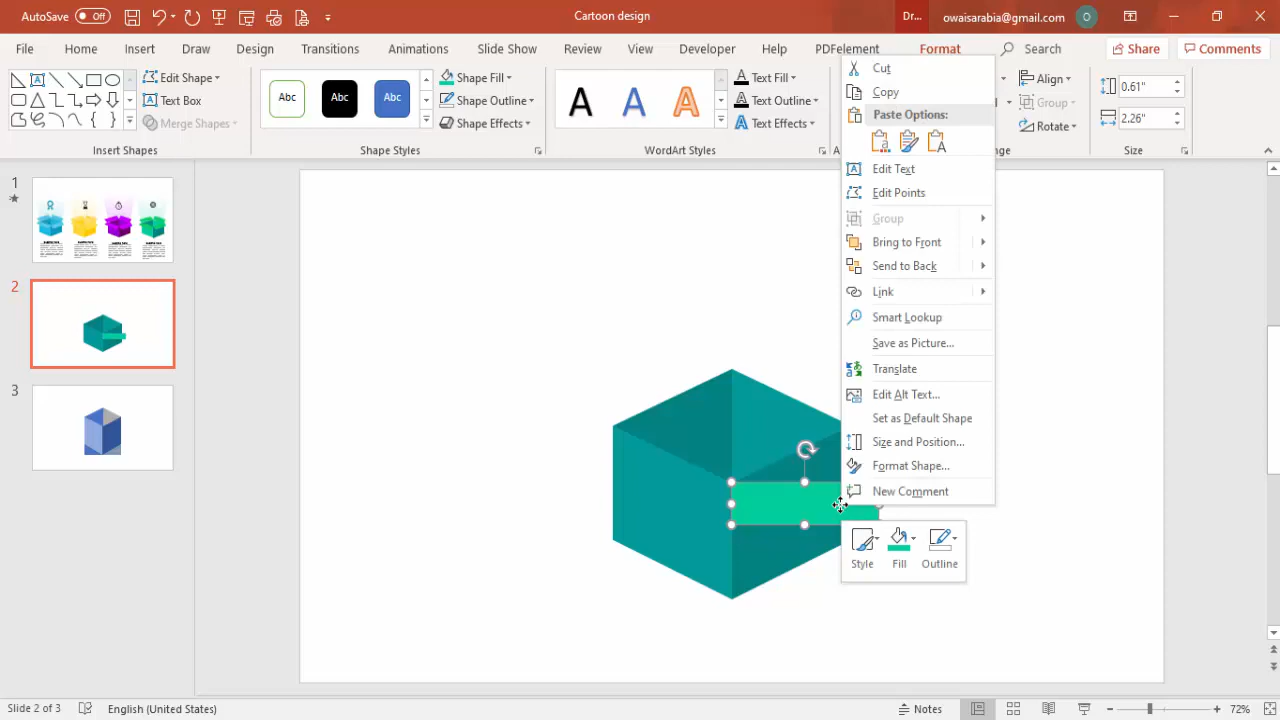 AutoSave Off
Cartoon design
Dr...
owaisarabia@gmail.com
O
File Home Insert Draw Design Transitions Animations Slide Show Review View Developer Help PDFelement Format Search Share Comments
Edit Shape
Text Box
Merge Shapes
Insert Shapes
Abc Abc Abc
Shape Fill
Shape Outline
Shape Effects
Shape Styles
A A A
Text Fill
Text Outline
Text Effects
WordArt Styles
Align
Group
Rotate
nge
0.61"
2.26"
Size
Cut
Copy
Paste Options:
Edit Text
Edit Points
Group
Bring to Front
Send to Back
Link
Smart Lookup
Save as Picture...
Translate
Edit Alt Text...
Set as Default Shape
Size and Position...
Format Shape...
New Comment
Style Fill Outline
1
2
3
Slide 2 of 3
English (United States)
Notes
72%